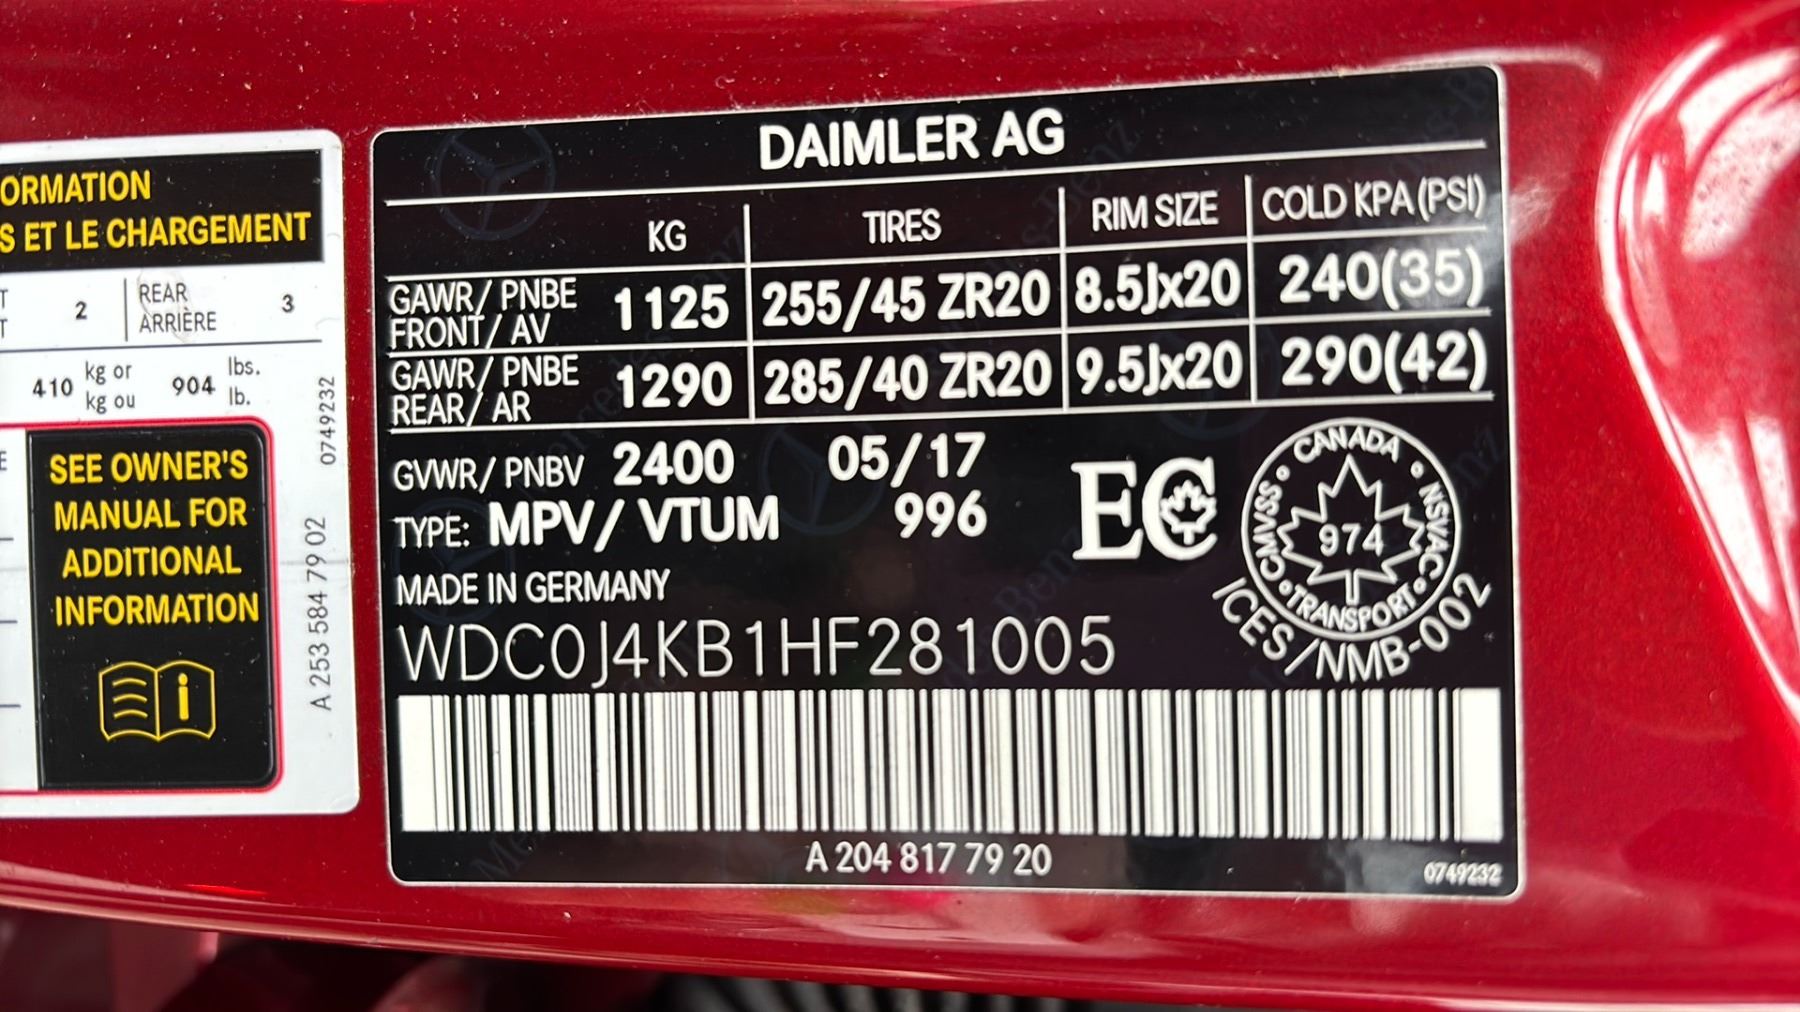 ORMATION
S ET LE CHARGEMENT
2
REAR
ARRIÈRE
3
410 kg or 904 lbs.
kg ou lb.
SEE OWNER'S
MANUAL FOR
ADDITIONAL
INFORMATION
A 253 584 79 02 0749232
DAIMLER AG
KG TIRES RIM SIZE COLD KPA (PSI)
GAWR/ PNBE
FRONT/ AV
1125 255/45 ZR20 8.5Jx20 240(35)
GAWR/ PNBE
REAR/ AR
1290 285/40 ZR20 9.5Jx20 290(42)
GVWR/ PNBV 2400 05/17
TYPE: MPV/ VTUM 996
MADE IN GERMANY
WDC0J4KB1HF281005
EC
CANADA
CMVSS NSVAC
974
TRANSPORT
ICES/NMB-002
A 204 817 79 20
0749232